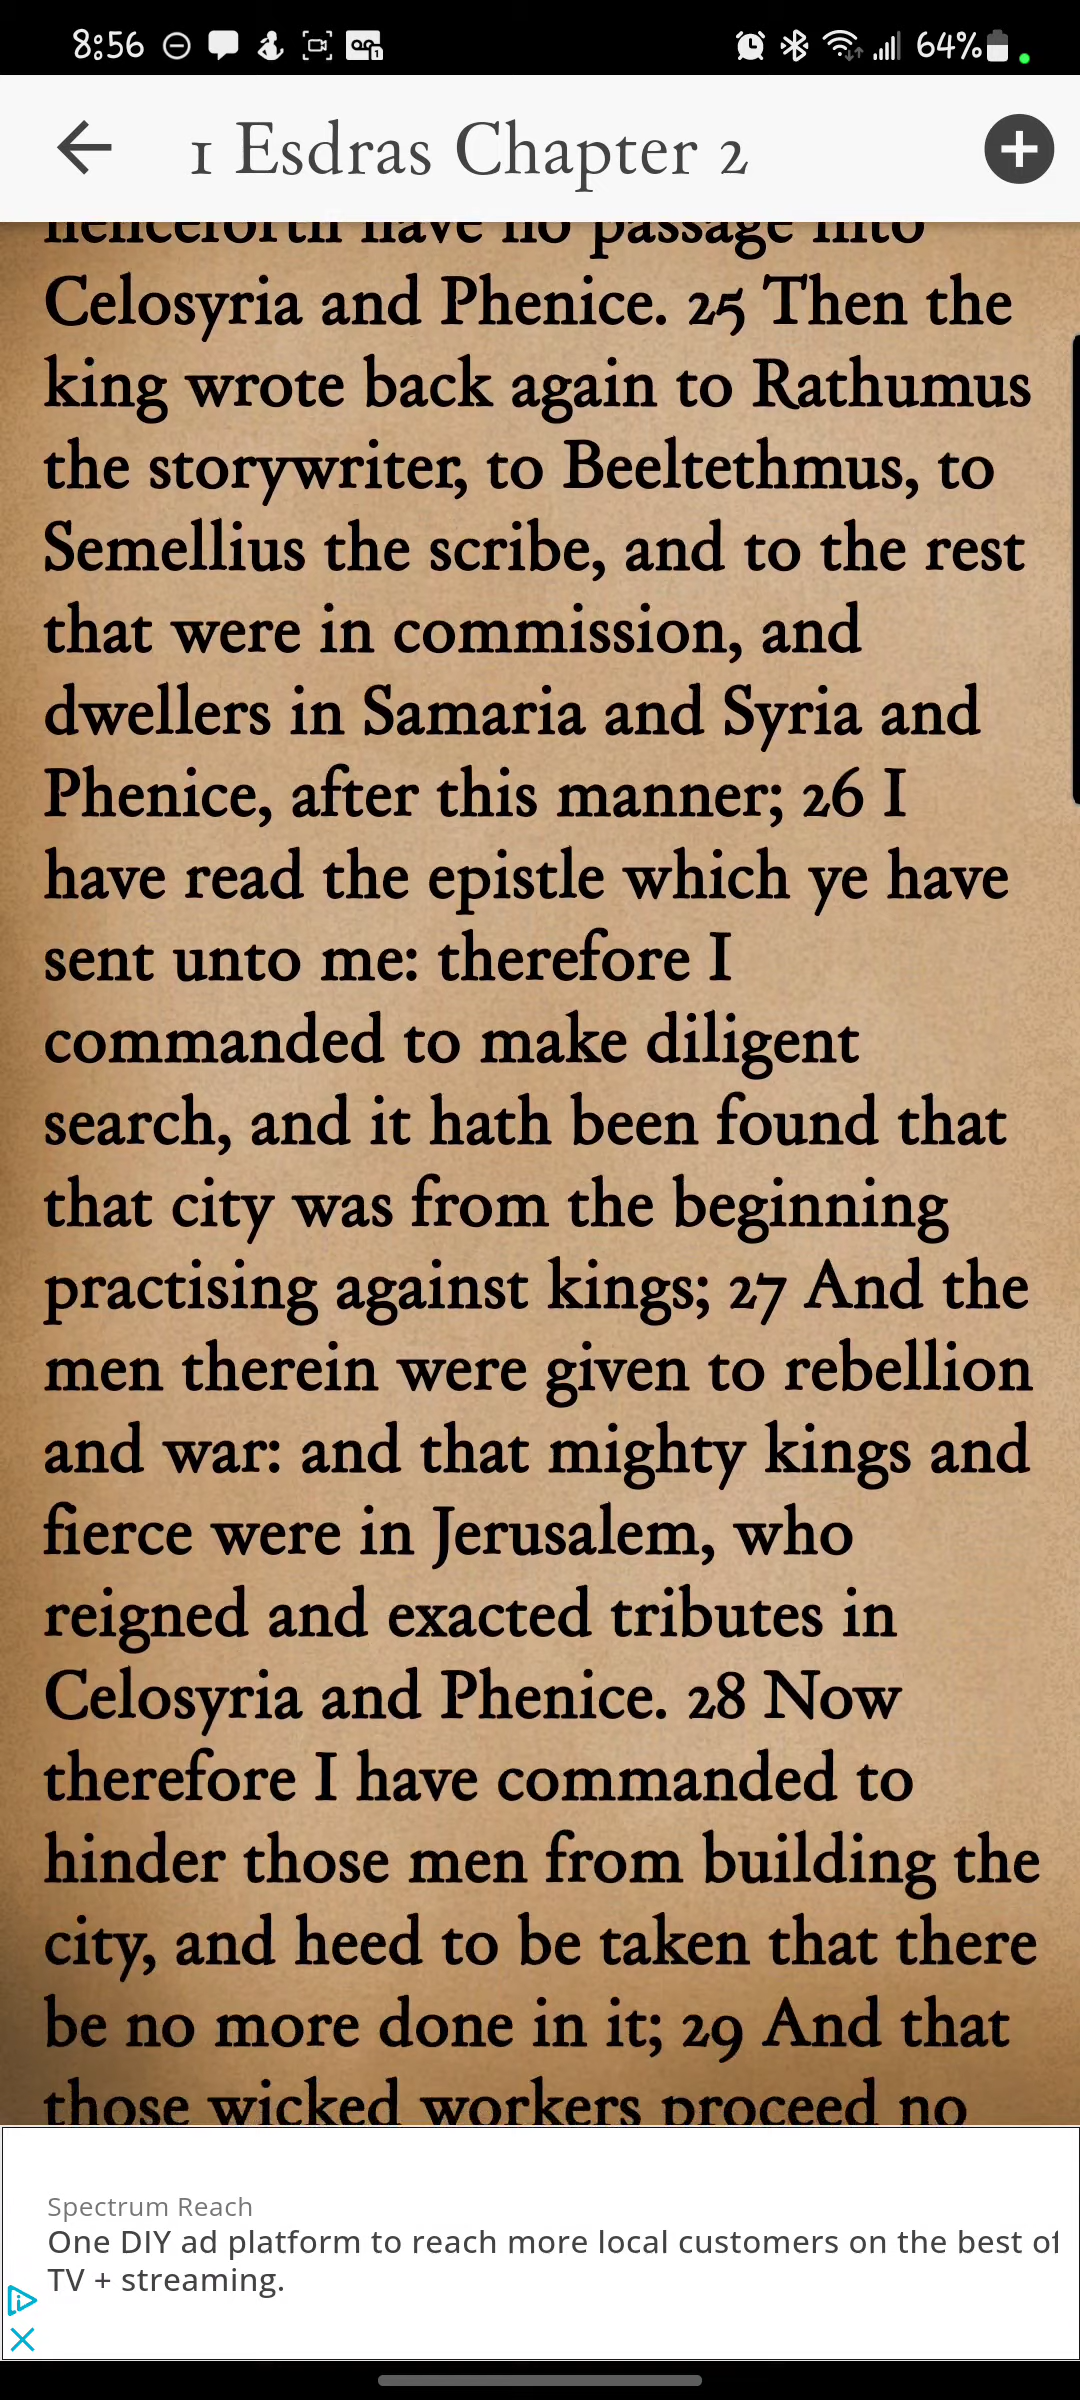 8:56
64%
1 Esdras Chapter 2
henceforth have no passage into
Celosyria and Phenice. 25 Then the
king wrote back again to Rathumus
the storywriter, to Beeltethmus, to
Semellius the scribe, and to the rest
that were in commission, and
dwellers in Samaria and Syria and
Phenice, after this manner; 26 I
have read the epistle which ye have
sent unto me: therefore I
commanded to make diligent
search, and it hath been found that
that city was from the beginning
practising against kings; 27 And the
men therein were given to rebellion
and war: and that mighty kings and
fierce were in Jerusalem, who
reigned and exacted tributes in
Celosyria and Phenice. 28 Now
therefore I have commanded to
hinder those men from building the
city, and heed to be taken that there
be no more done in it; 29 And that
those wicked workers proceed no
Spectrum Reach
One DIY ad platform to reach more local customers on the best of
TV + streaming.